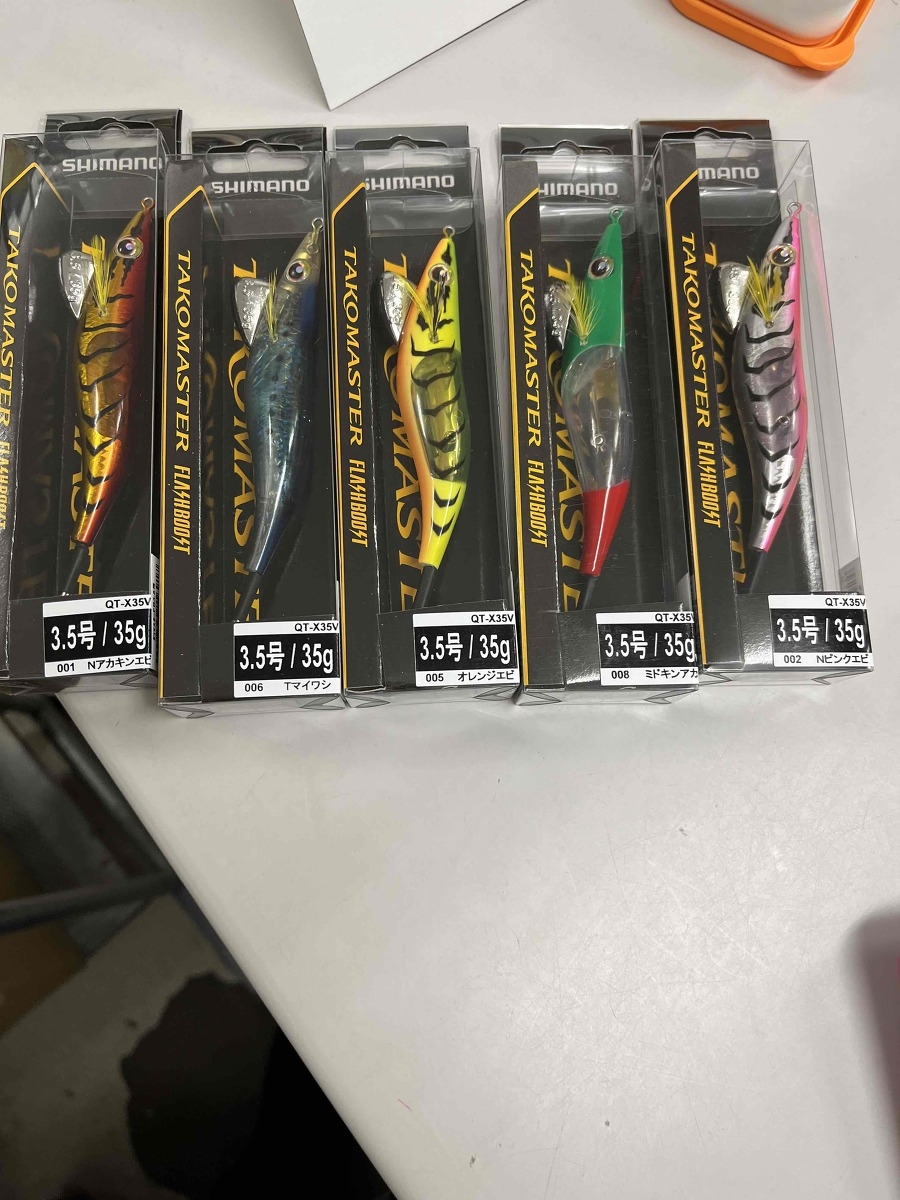 SHIMANO
TAKOMASTER FLASHBOOST
QT-X35V
3.5号 / 35g
001 Nアカキンエビ
SHIMANO
TAKOMASTER FLASHBOOST
QT-X35V
3.5号 / 35g
006 Tマイワシ
SHIMANO
TAKOMASTER FLASHBOOST
QT-X35V
3.5号 / 35g
005 オレンジエビ
HIMANO
TAKOMASTER FLASHBOOST
QT-X35V
3.5号 / 35g
008 ミドキンアカ
MANO
TAKOMASTER FLASHBOOST
QT-X35V
3.5号 / 35g
002 Nピンクエビ